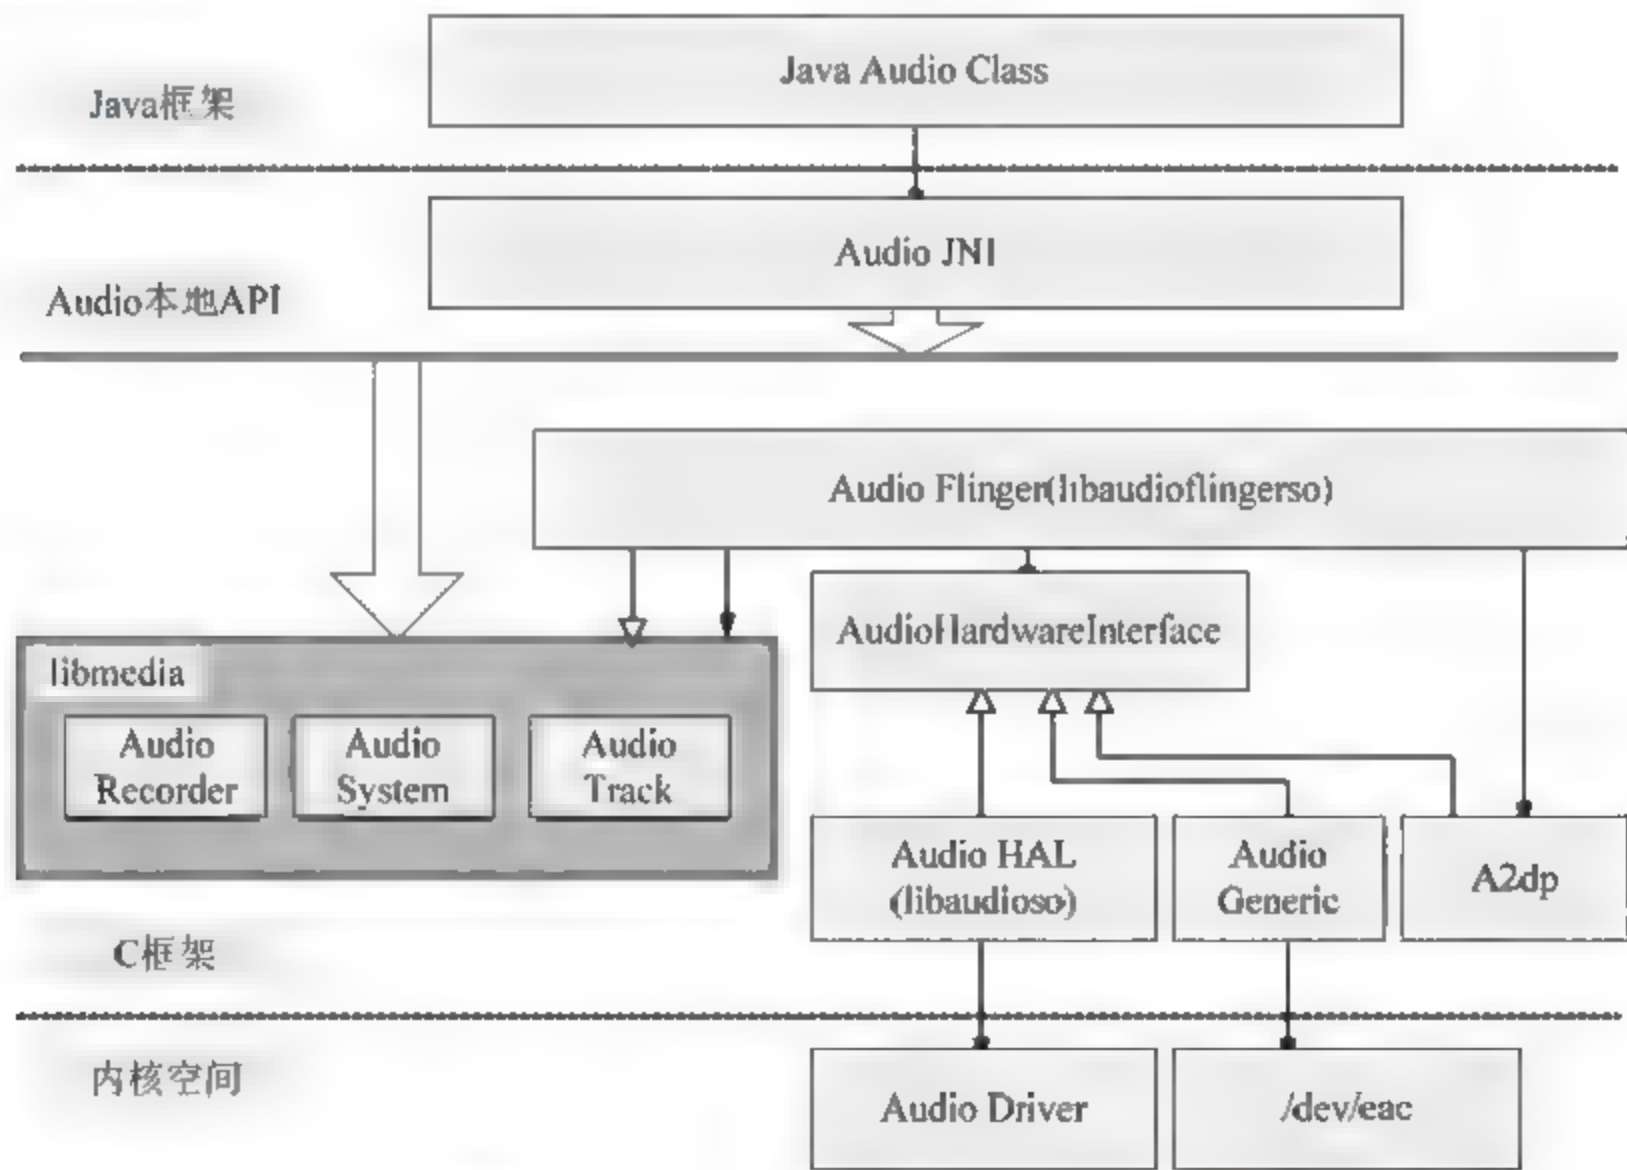 Java Audio Class
Java框架
Audio JNI
Audio本地API
Audio Flinger(libaudioflingerso)
AudioHardwareInterface
libmedia
Audio
Recorder
Audio
System
Audio
Track
Audio HAL
(libaudioso)
Audio
Generic
A2dp
C框架
内核空间
Audio Driver
/dev/eac